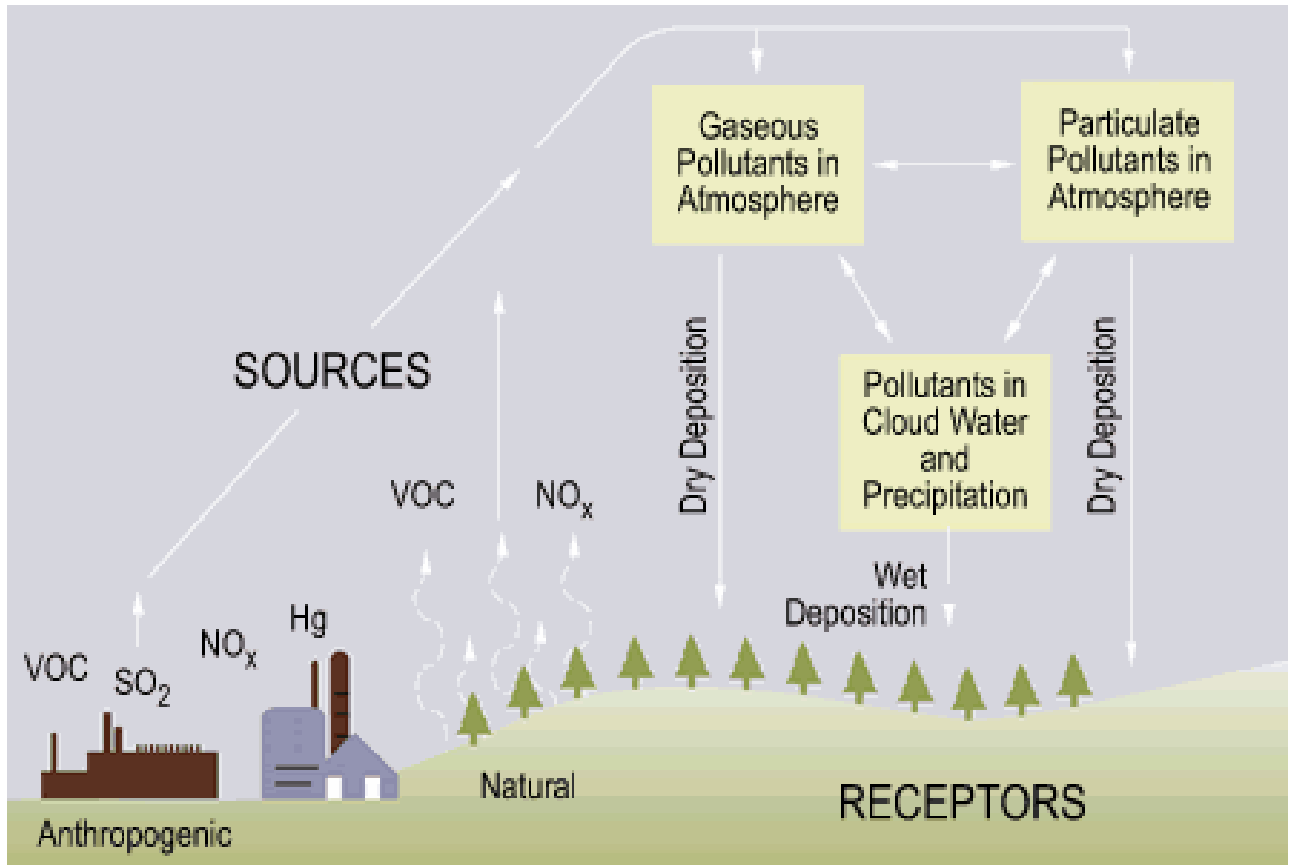 Gaseous
Pollutants in
Atmosphere
Particulate
Pollutants in
Atmosphere
SOURCES
Dry Deposition
Pollutants in
Cloud Water
and
Precipitation
Dry Deposition
VOC
NOx
Wet
Deposition
Hg
NOx
VOC
SO2
Natural
RECEPTORS
Anthropogenic